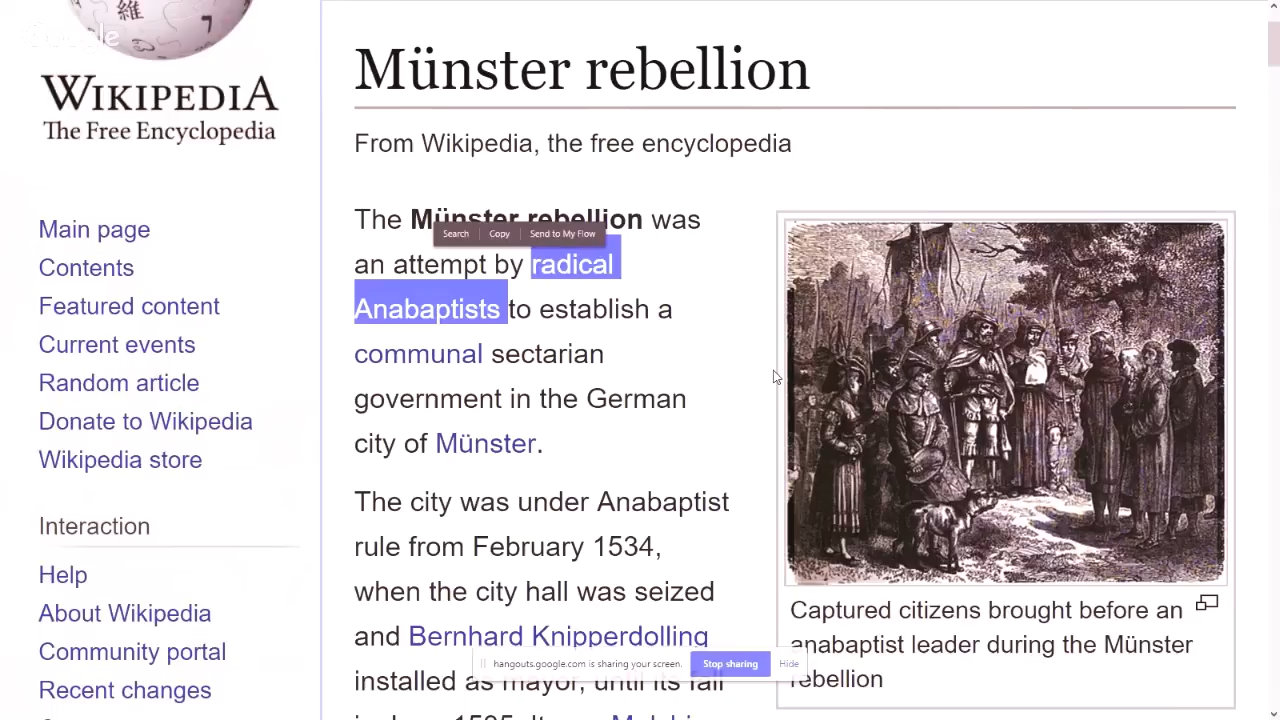 維
Google
WIKIPEDIA
The Free Encyclopedia
Main page
Contents
Featured content
Current events
Random article
Donate to Wikipedia
Wikipedia store
Interaction
Help
About Wikipedia
Community portal
Recent changes
Münster rebellion
From Wikipedia, the free encyclopedia
The Münster rebellion was
Search Copy Send to My Flow
an attempt by radical
Anabaptists to establish a
communal sectarian
government in the German
city of Münster.
The city was under Anabaptist
rule from February 1534,
when the city hall was seized
and Bernhard Knipperdolling
installed as mayor, until its fall
Captured citizens brought before an
anabaptist leader during the Münster
rebellion
hangouts.google.com is sharing your screen. Stop sharing Hide